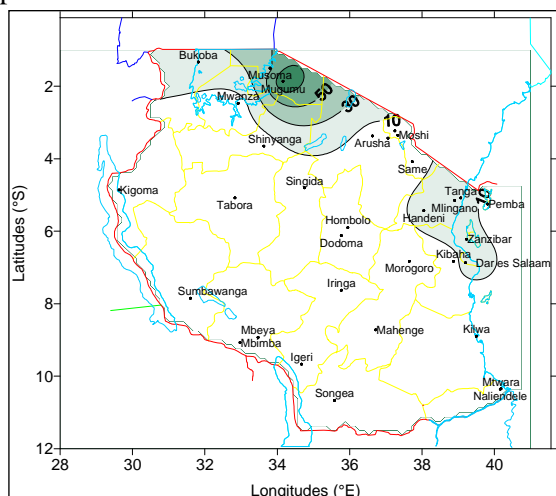 Bukoba
Musoma
Mugumu
Mwanza
50
30
10
Shinyanga
Arusha
Moshi
Same
Kigoma
Tabora
Singida
Tanga
10
Mlingano
Pemba
Handeni
Hombolo
Dodoma
Zanzibar
Kibaha
Dar es Salaam
Morogoro
Sumbawanga
Iringa
Mbeya
Mbimba
Mahenge
Kilwa
Igeri
Mtwara
Naliendele
Songea
2
4
6
8
10
12
Latitudes (°S)
28
30
32
34
36
38
40
Longitudes (°E)